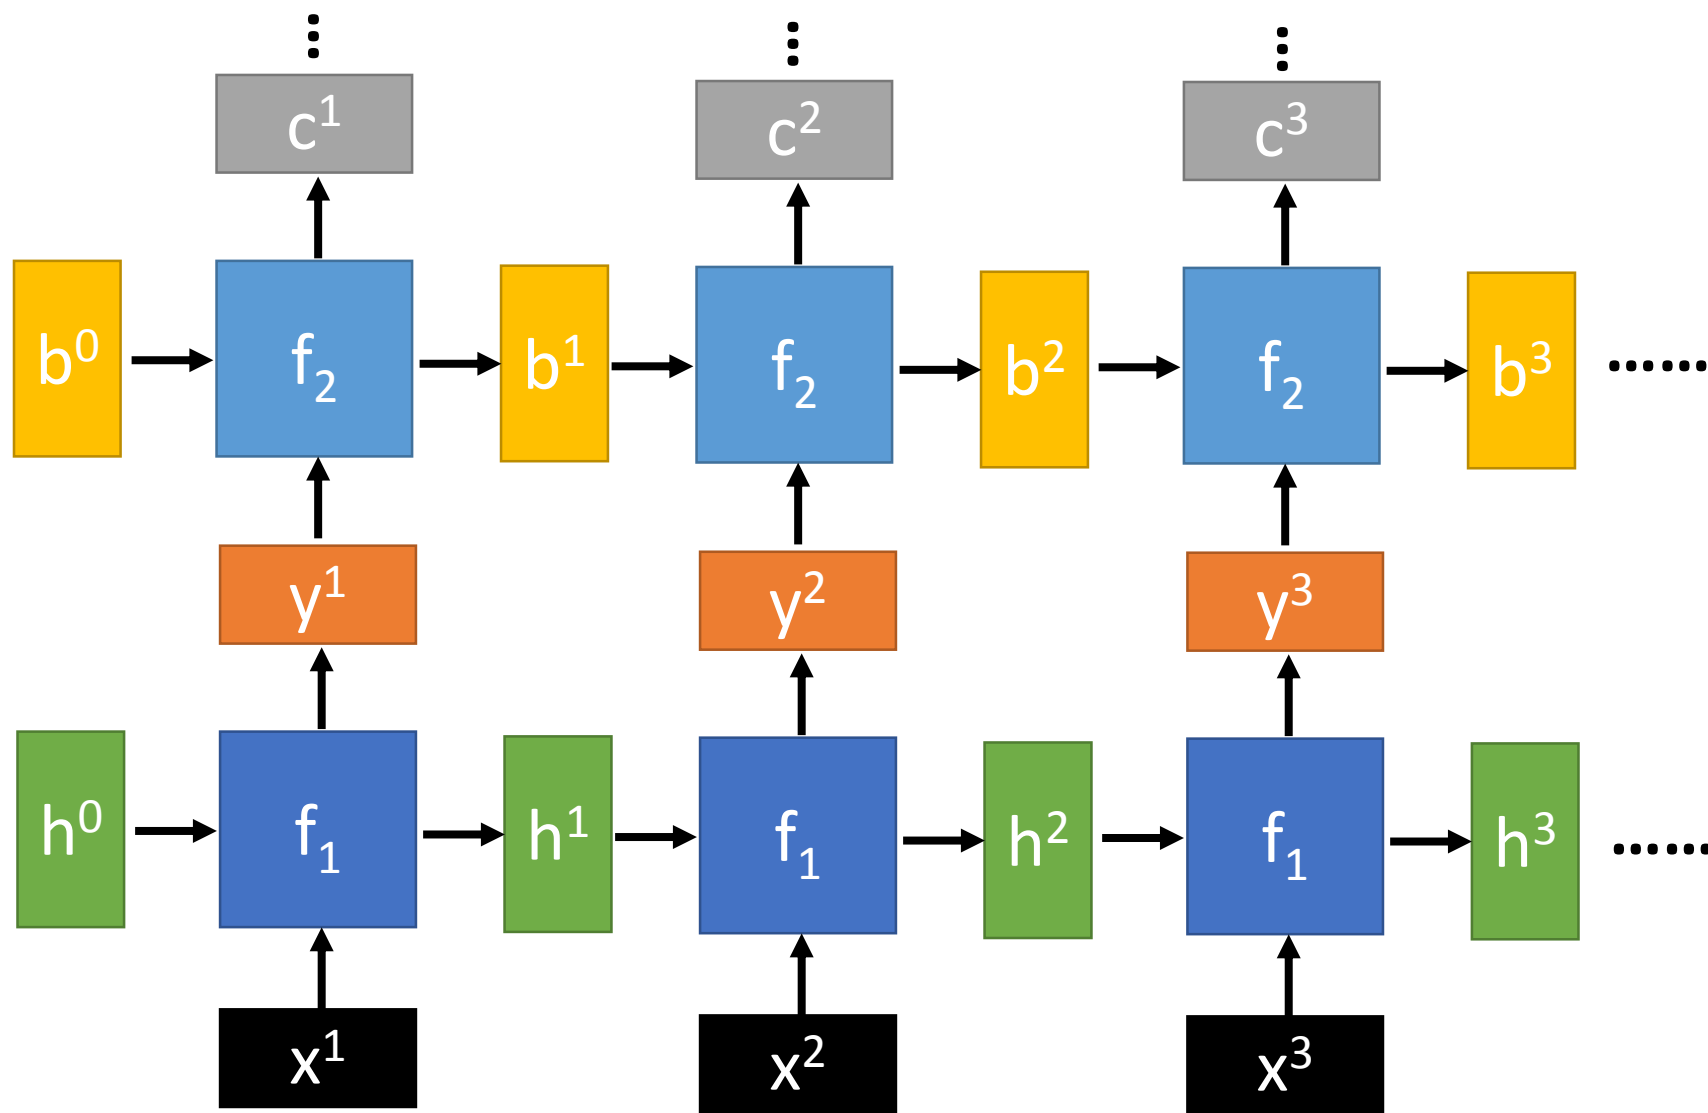 c¹ c² c³
b⁰ f₂ b¹ f₂ b² f₂ b³
y¹ y² y³
h⁰ f₁ h¹ f₁ h² f₁ h³
x¹ x² x³